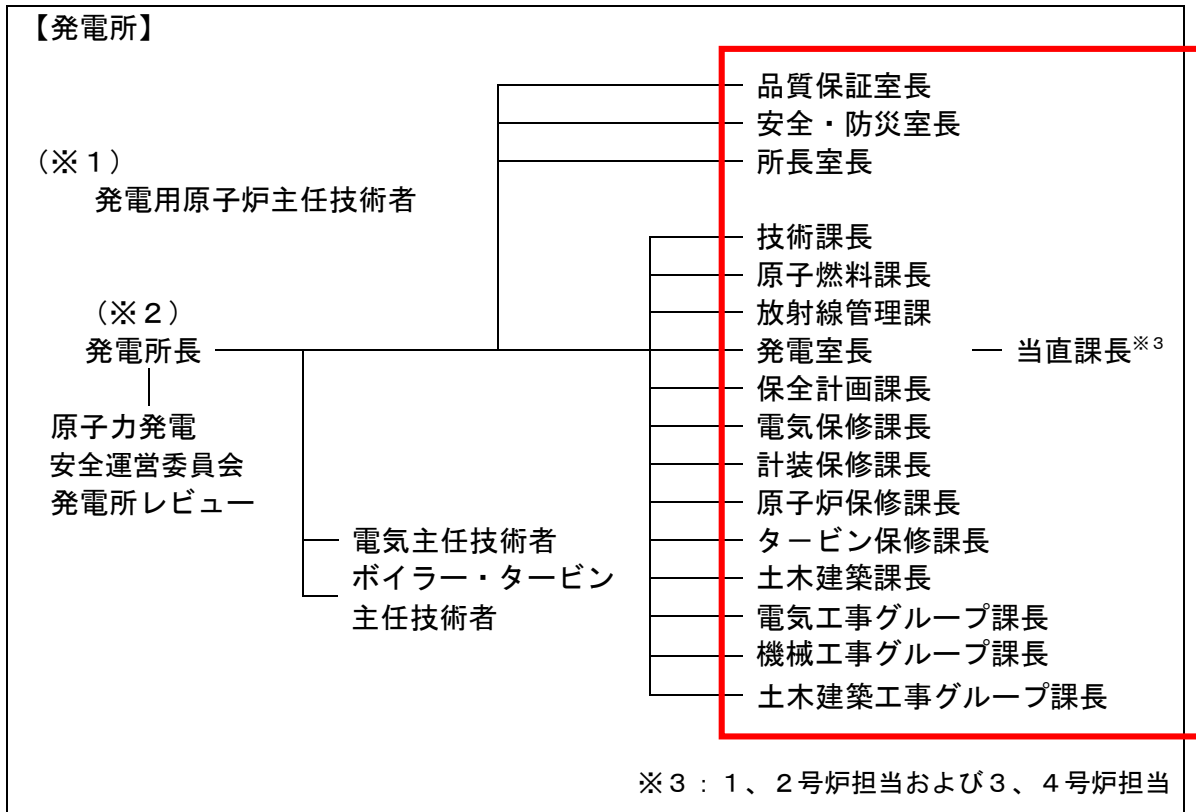 【発電所】
品質保証室長
安全・防災室長
(※1)
所長室長
発電用原子炉主任技術者
技術課長
原子燃料課長
(※2)
放射線管理課
発電所長
発電室長
当直課長※3
保全計画課長
原子力発電
電気保修課長
安全運営委員会
計装保修課長
発電所レビュー
原子炉保修課長
電気主任技術者
タービン保修課長
ボイラー・タービン
土木建築課長
主任技術者
電気工事グループ課長
機械工事グループ課長
土木建築工事グループ課長
※3:1、2号炉担当および3、4号炉担当